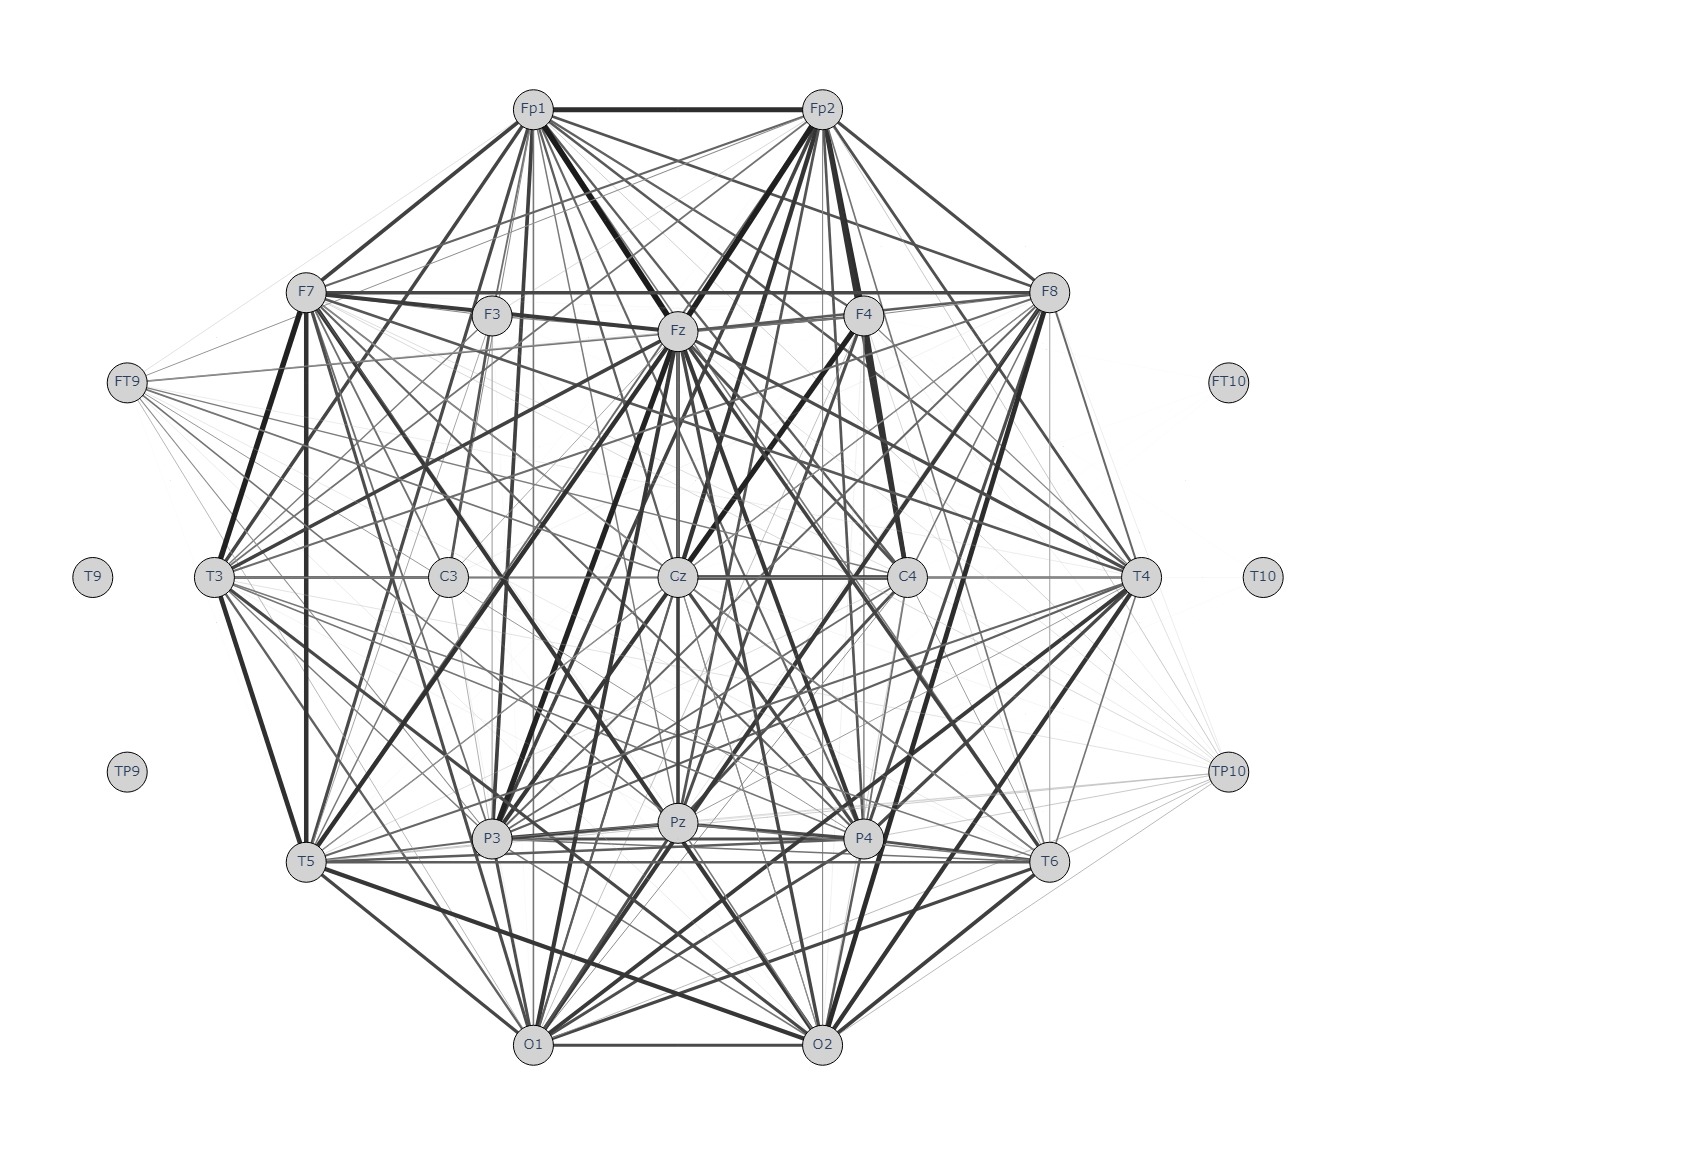 Fp1 Fp2
F7 F3 Fz F4 F8
FT9 FT10
T9 T3 C3 Cz C4 T4 T10
TP9 TP10
T5 P3 Pz P4 T6
O1 O2